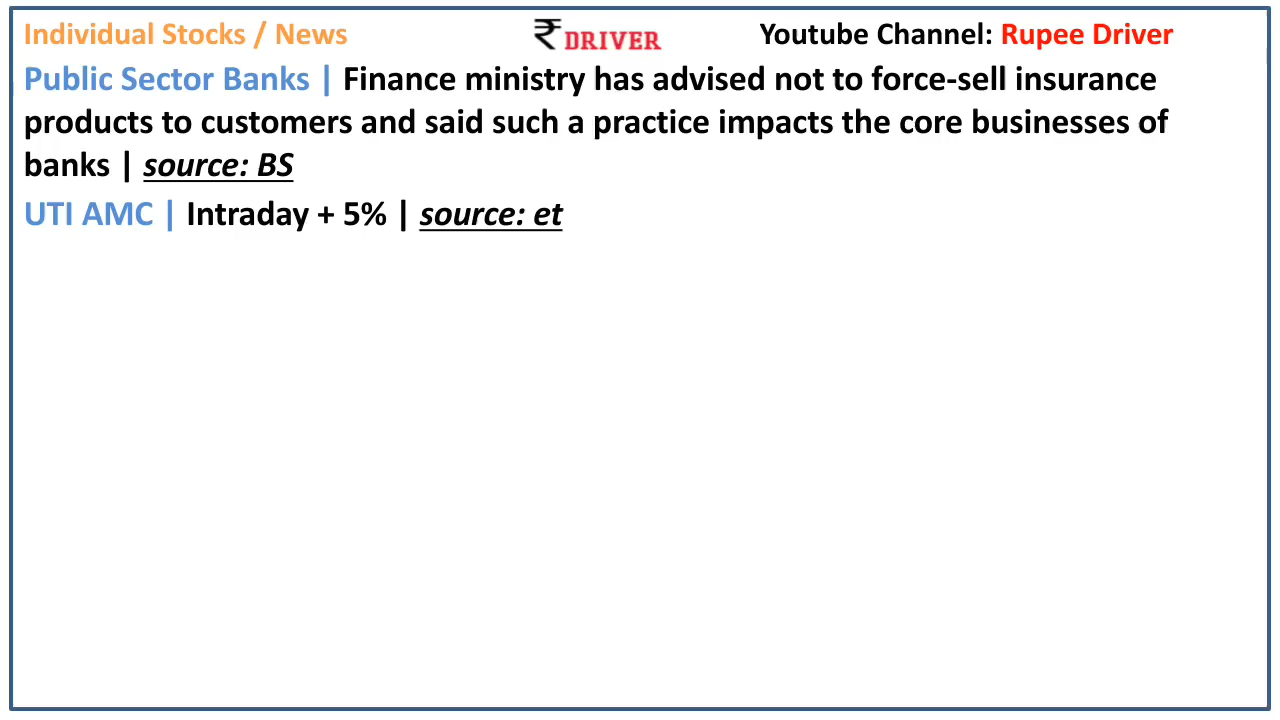 Individual Stocks / News ₹ DRIVER Youtube Channel: Rupee Driver
Public Sector Banks | Finance ministry has advised not to force-sell insurance
products to customers and said such a practice impacts the core businesses of
banks | source: BS
UTI AMC | Intraday + 5% | source: et